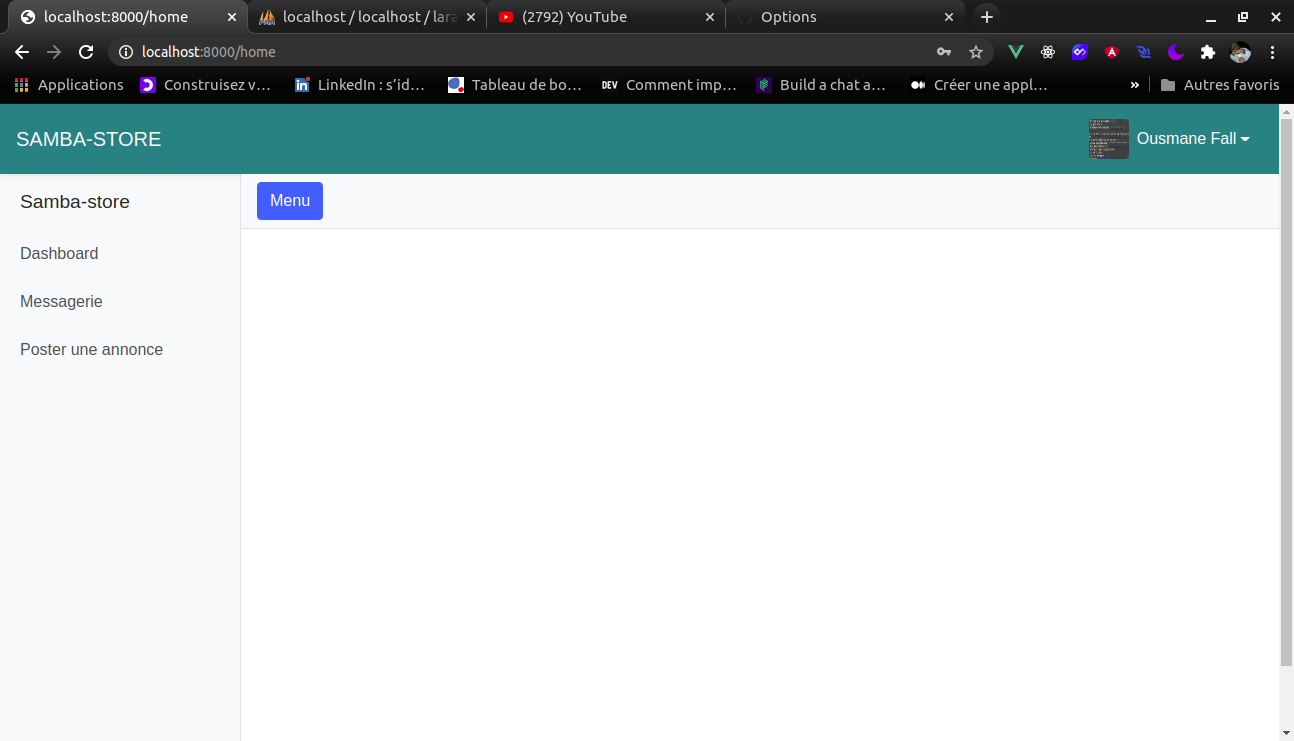 localhost:8000/home
localhost / localhost / lara
(2792) YouTube
Options
localhost:8000/home
Applications
Construisez v…
LinkedIn : s'id…
Tableau de bo…
DEV Comment imp…
Build a chat a…
Créer une appl…
»
Autres favoris
SAMBA-STORE
Ousmane Fall
Samba-store
Menu
Dashboard
Messagerie
Poster une annonce